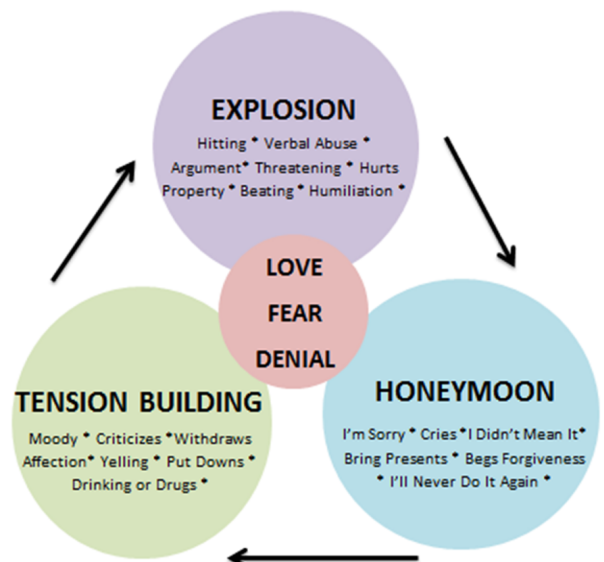 EXPLOSION
Hitting * Verbal Abuse *
Argument* Threatening * Hurts
Property * Beating * Humiliation *
LOVE
FEAR
DENIAL
TENSION BUILDING
Moody * Criticizes *Withdraws
Affection* Yelling * Put Downs *
Drinking or Drugs *
HONEYMOON
I'm Sorry * Cries *I Didn't Mean It*
Bring Presents * Begs Forgiveness
* I'll Never Do It Again *